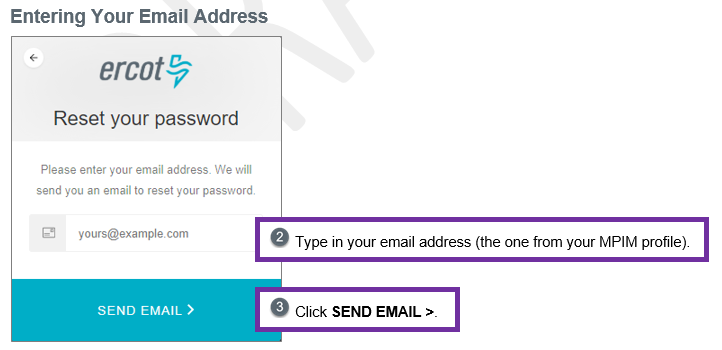 Entering Your Email Address
ercot
Reset your password
Please enter your email address. We will
send you an email to reset your password.
yours@example.com
2 Type in your email address (the one from your MPIM profile).
SEND EMAIL >
3 Click SEND EMAIL >.